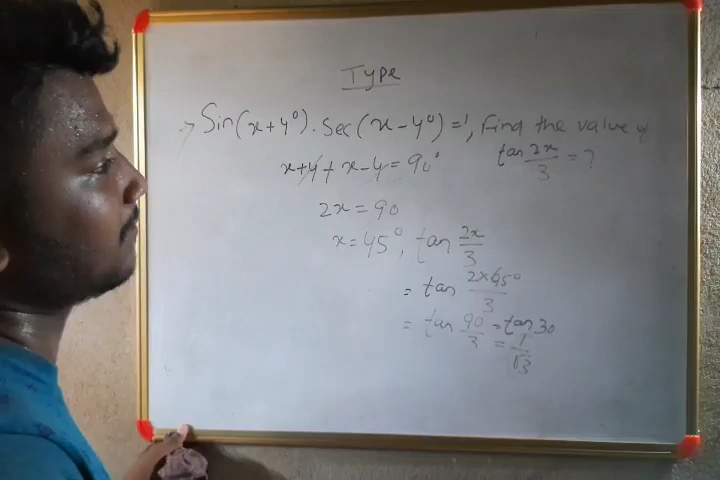 Type
→ Sin(x+4°).Sec(x-4°)=1, Find the value of
tan 2x/3 = ?
x+4+x-4=90°
2x=90
x=45°, tan 2x/3
= tan 2×45°/3
= tan 90/3 = tan 30
= 1/√3